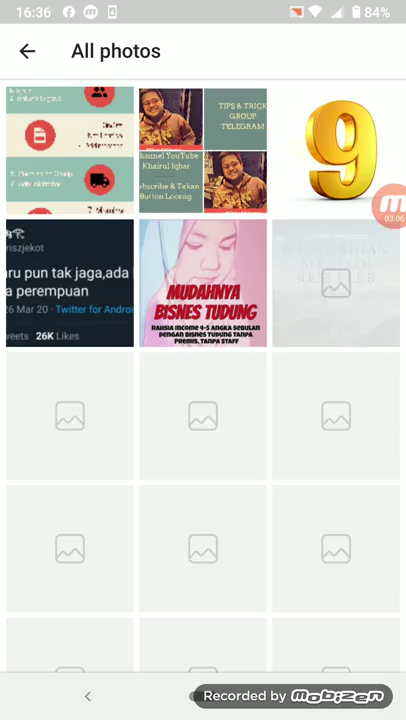 16:36
84%
All photos
TIPS & TRICK
GROUP
TELEGRAM
hannel YouTube
Khairul Iqbar
bscribe & Tekan
Button Loceng
9
03:06
riszjekot
aru pun tak jaga,ada
a perempuan
26 Mar 20 · Twitter for Androi
weets 26K Likes
MUDAHNYA
BISNES TUDUNG
RAHSIA INCOME 4-5 ANGKA SEBULAN
DENGAN BISNES TUDUNG TANPA
PREMIS, TANPA STAFF
Recorded by mobizen